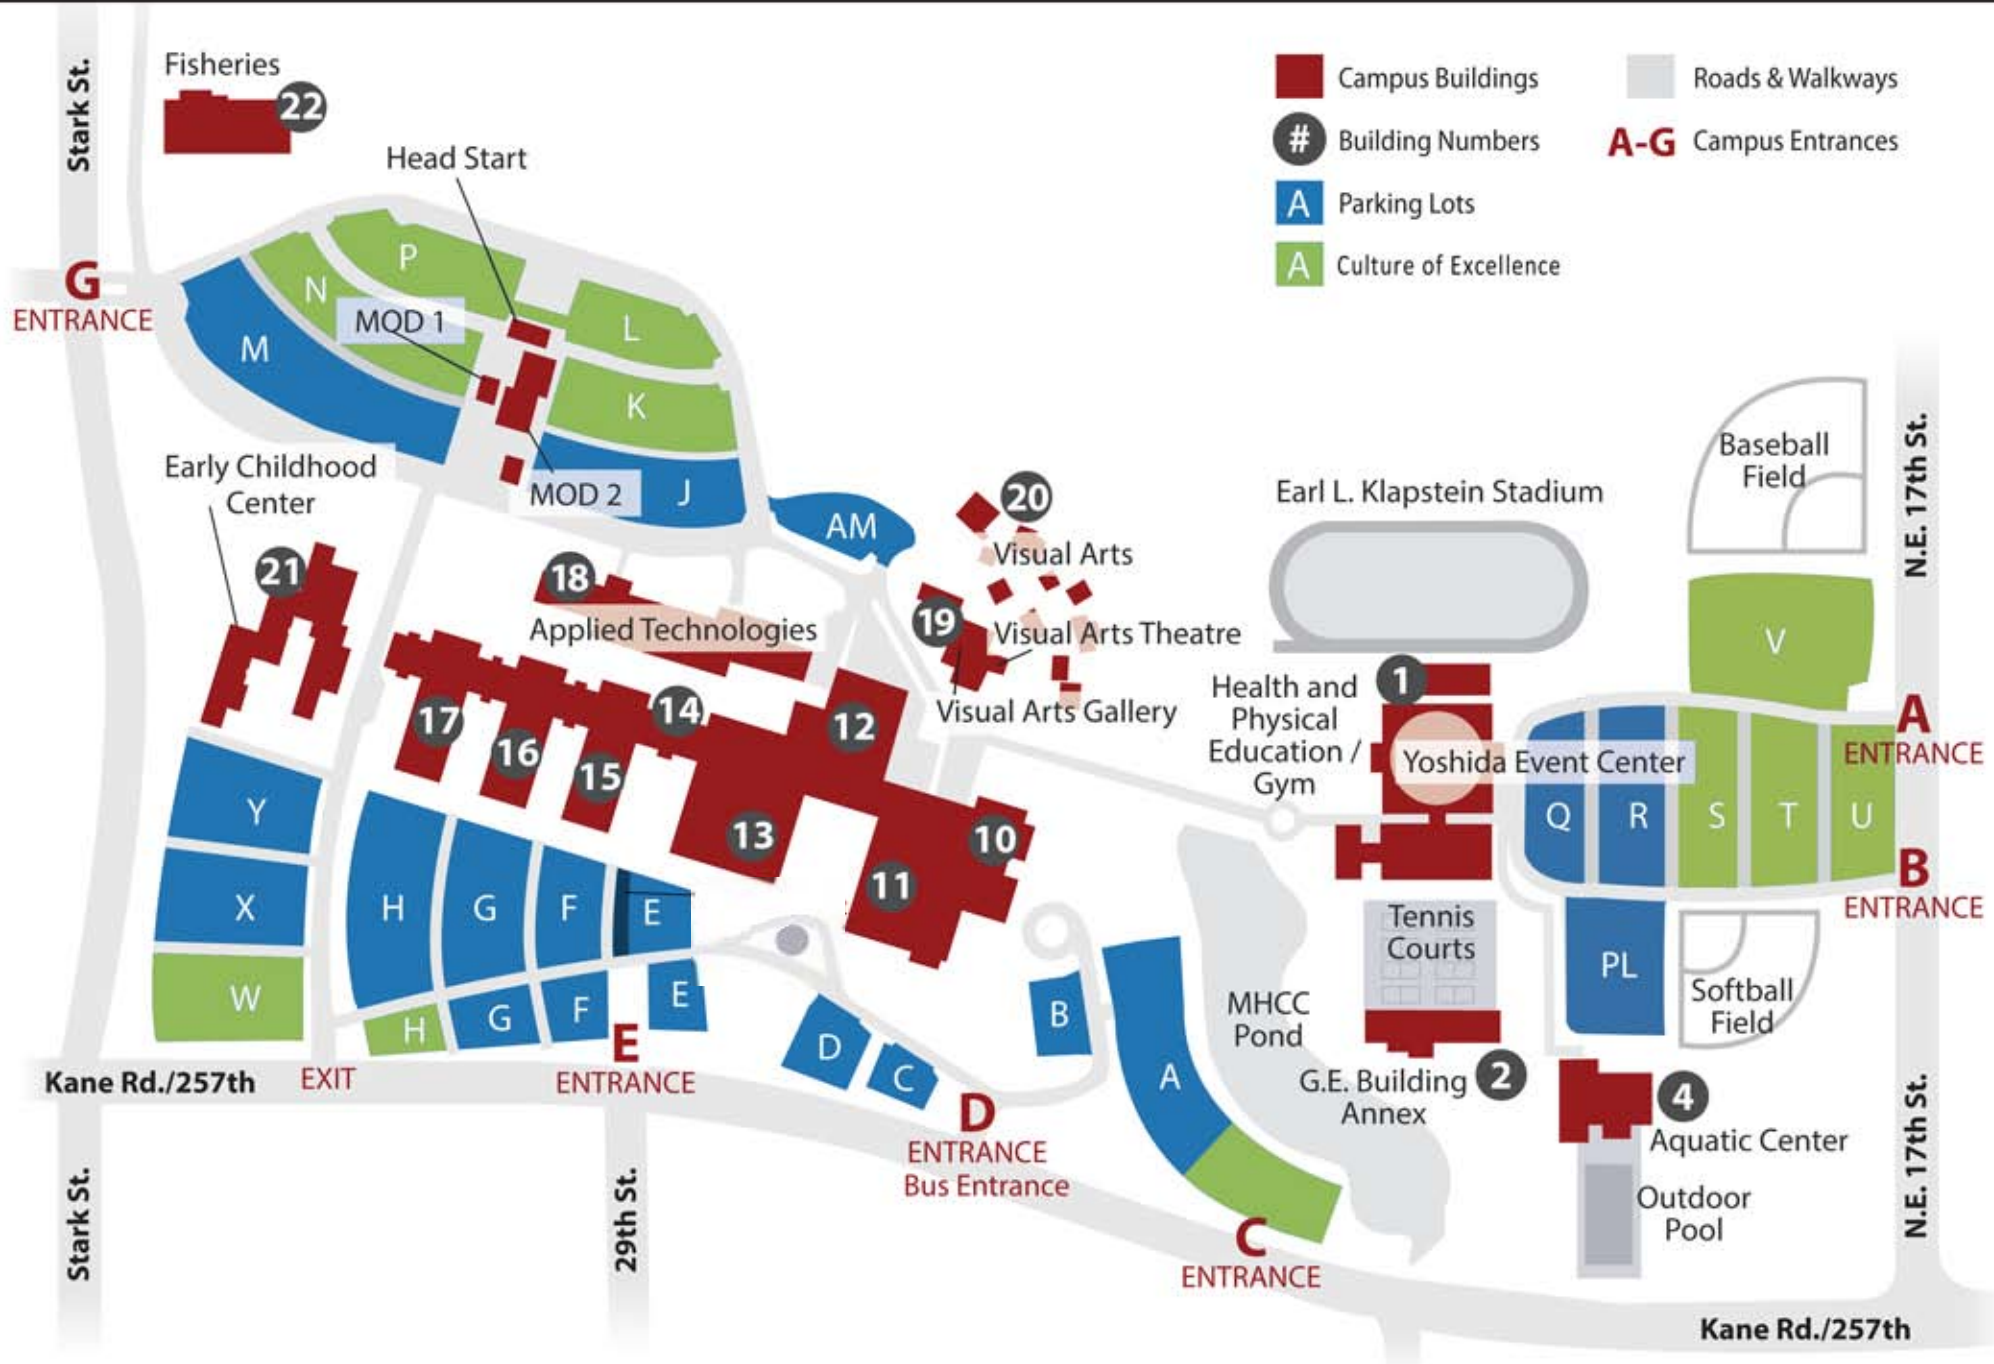 Stark St.
Fisheries
22
Head Start
Campus Buildings
# Building Numbers
A Parking Lots
A Culture of Excellence
Roads & Walkways
A-G Campus Entrances
G
ENTRANCE
P
N
MOD 1
M
L
K
J
MOD 2
AM
Early Childhood
Center
21
18
Applied Technologies
20
Visual Arts
19
Visual Arts Theatre
Visual Arts Gallery
Earl L. Klapstein Stadium
Baseball
Field
N.E. 17th St.
V
1
Health and
Physical
Education /
Gym
Yoshida Event Center
A
ENTRANCE
Q
R
S
T
U
B
ENTRANCE
17
16
15
14
13
12
11
10
Y
X
W
H
G
F
E
H
G
F
E
D
C
B
A
MHCC
Pond
Tennis
Courts
PL
Softball
Field
G.E. Building
Annex
2
4
Aquatic Center
Outdoor
Pool
N.E. 17th St.
Kane Rd./257th
EXIT
E
ENTRANCE
D
ENTRANCE
Bus Entrance
C
ENTRANCE
Stark St.
29th St.
Kane Rd./257th